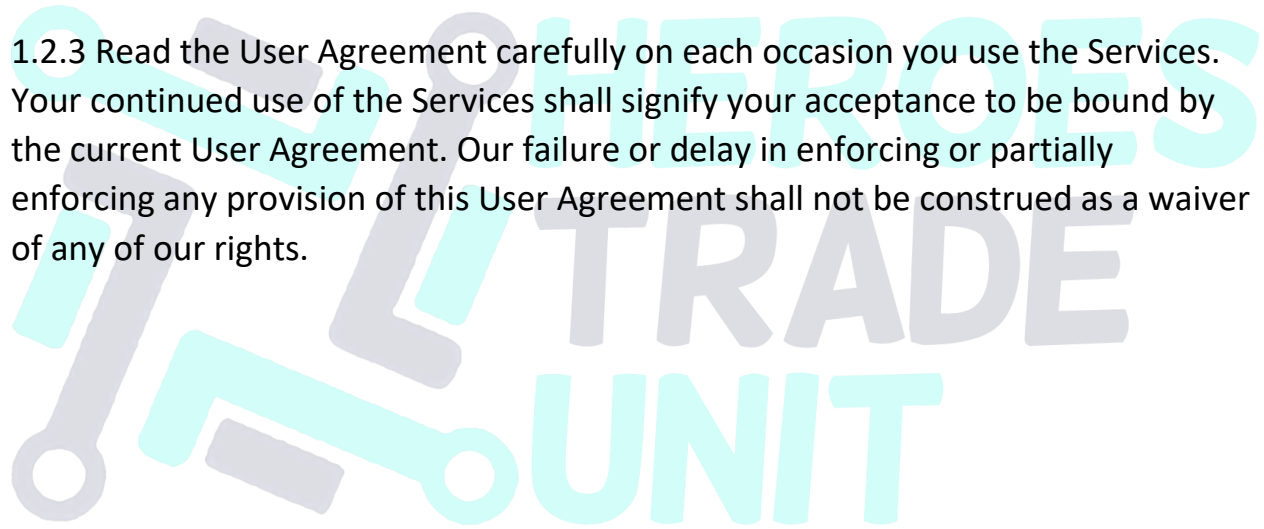 1.2.3 Read the User Agreement carefully on each occasion you use the Services.
Your continued use of the Services shall signify your acceptance to be bound by
the current User Agreement. Our failure or delay in enforcing or partially
enforcing any provision of this User Agreement shall not be construed as a waiver
of any of our rights.
HEROES
TRADE
UNIT